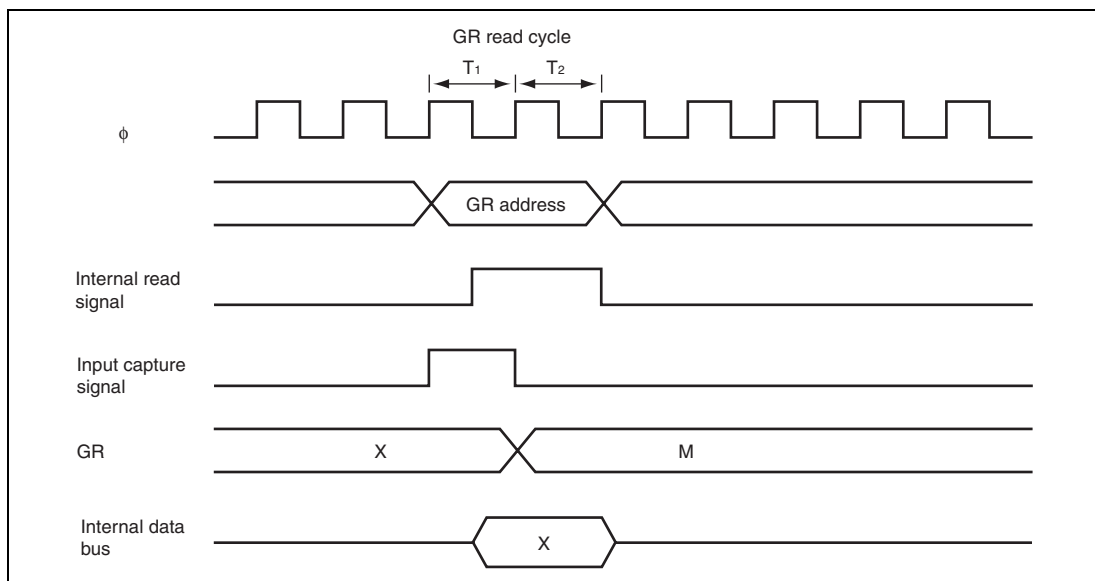 GR read cycle
T1 T2
ϕ
GR address
Internal read
signal
Input capture
signal
GR X M
Internal data
bus X